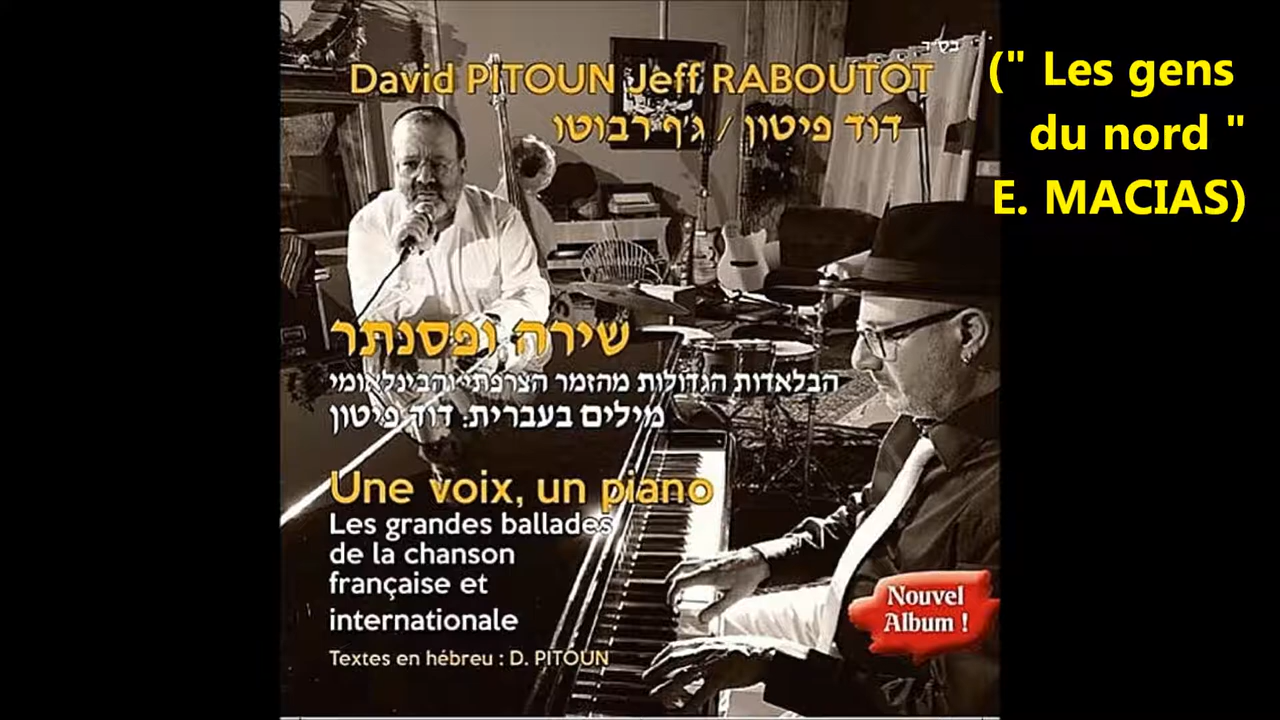 בס"ד
David PITOUN Jeff RABOUTOT
דוד פיטון / ג'ף רבוטו
(" Les gens
du nord "
E. MACIAS)
שירה ופסנתר
הבלאדות הגדולות מהזמר הצרפתי והבינלאומי
מילים בעברית: דוד פיטון
Une voix, un piano
Les grandes ballades
de la chanson
française et
internationale
Textes en hébreu : D. PITOUN
Nouvel
Album !